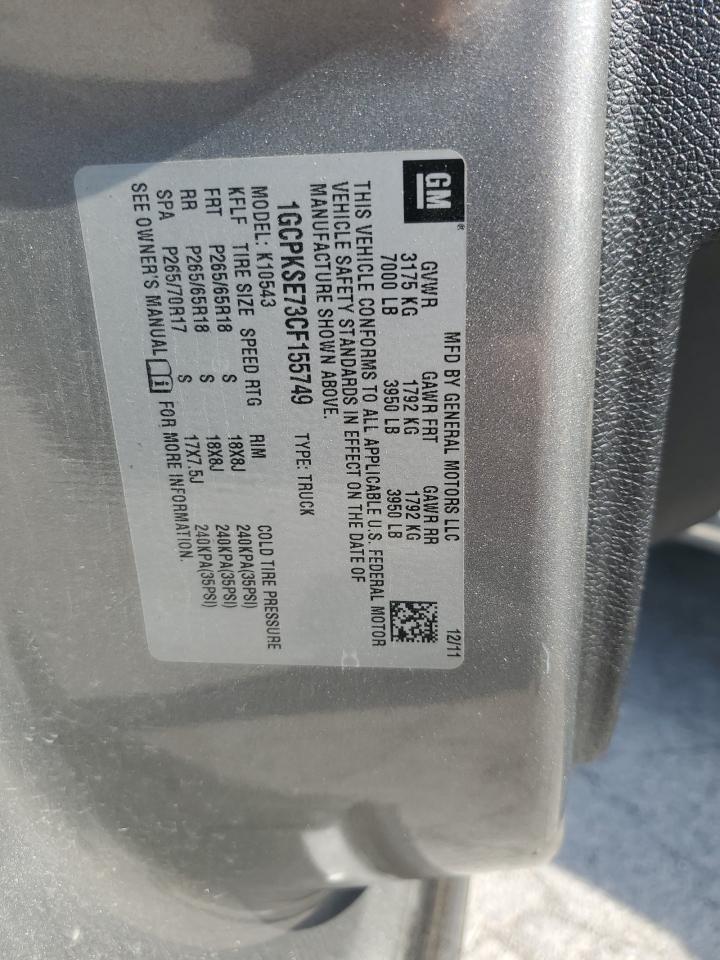 GM®
MFD BY GENERAL MOTORS LLC 12/11
GVWR GAWR FRT GAWR RR
3175 KG 1792 KG 1792 KG
7000 LB 3950 LB 3950 LB
THIS VEHICLE CONFORMS TO ALL APPLICABLE U.S. FEDERAL MOTOR
VEHICLE SAFETY STANDARDS IN EFFECT ON THE DATE OF
MANUFACTURE SHOWN ABOVE.
1GCPKSE73CF155749 TYPE: TRUCK
MODEL: K10543
KFLF TIRE SIZE SPEED RTG RIM COLD TIRE PRESSURE
FRT P265/65R18 S 18X8J 240KPA(35PSI)
RR P265/65R18 S 18X8J 240KPA(35PSI)
SPA P265/70R17 S 17X7.5J 240KPA(35PSI)
SEE OWNER'S MANUAL i FOR MORE INFORMATION.